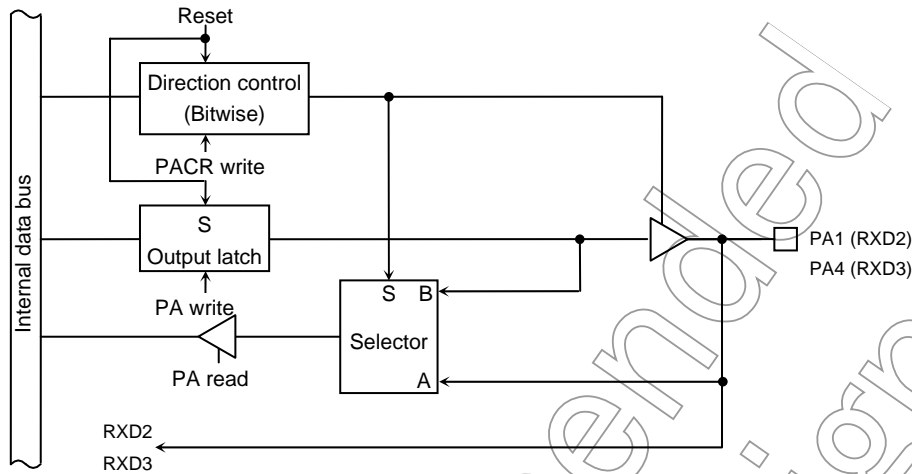 Reset
Direction control
(Bitwise)
PACR write
Internal data bus
S
Output latch
PA write
PA read
S B
Selector
A
PA1 (RXD2)
PA4 (RXD3)
RXD2
RXD3